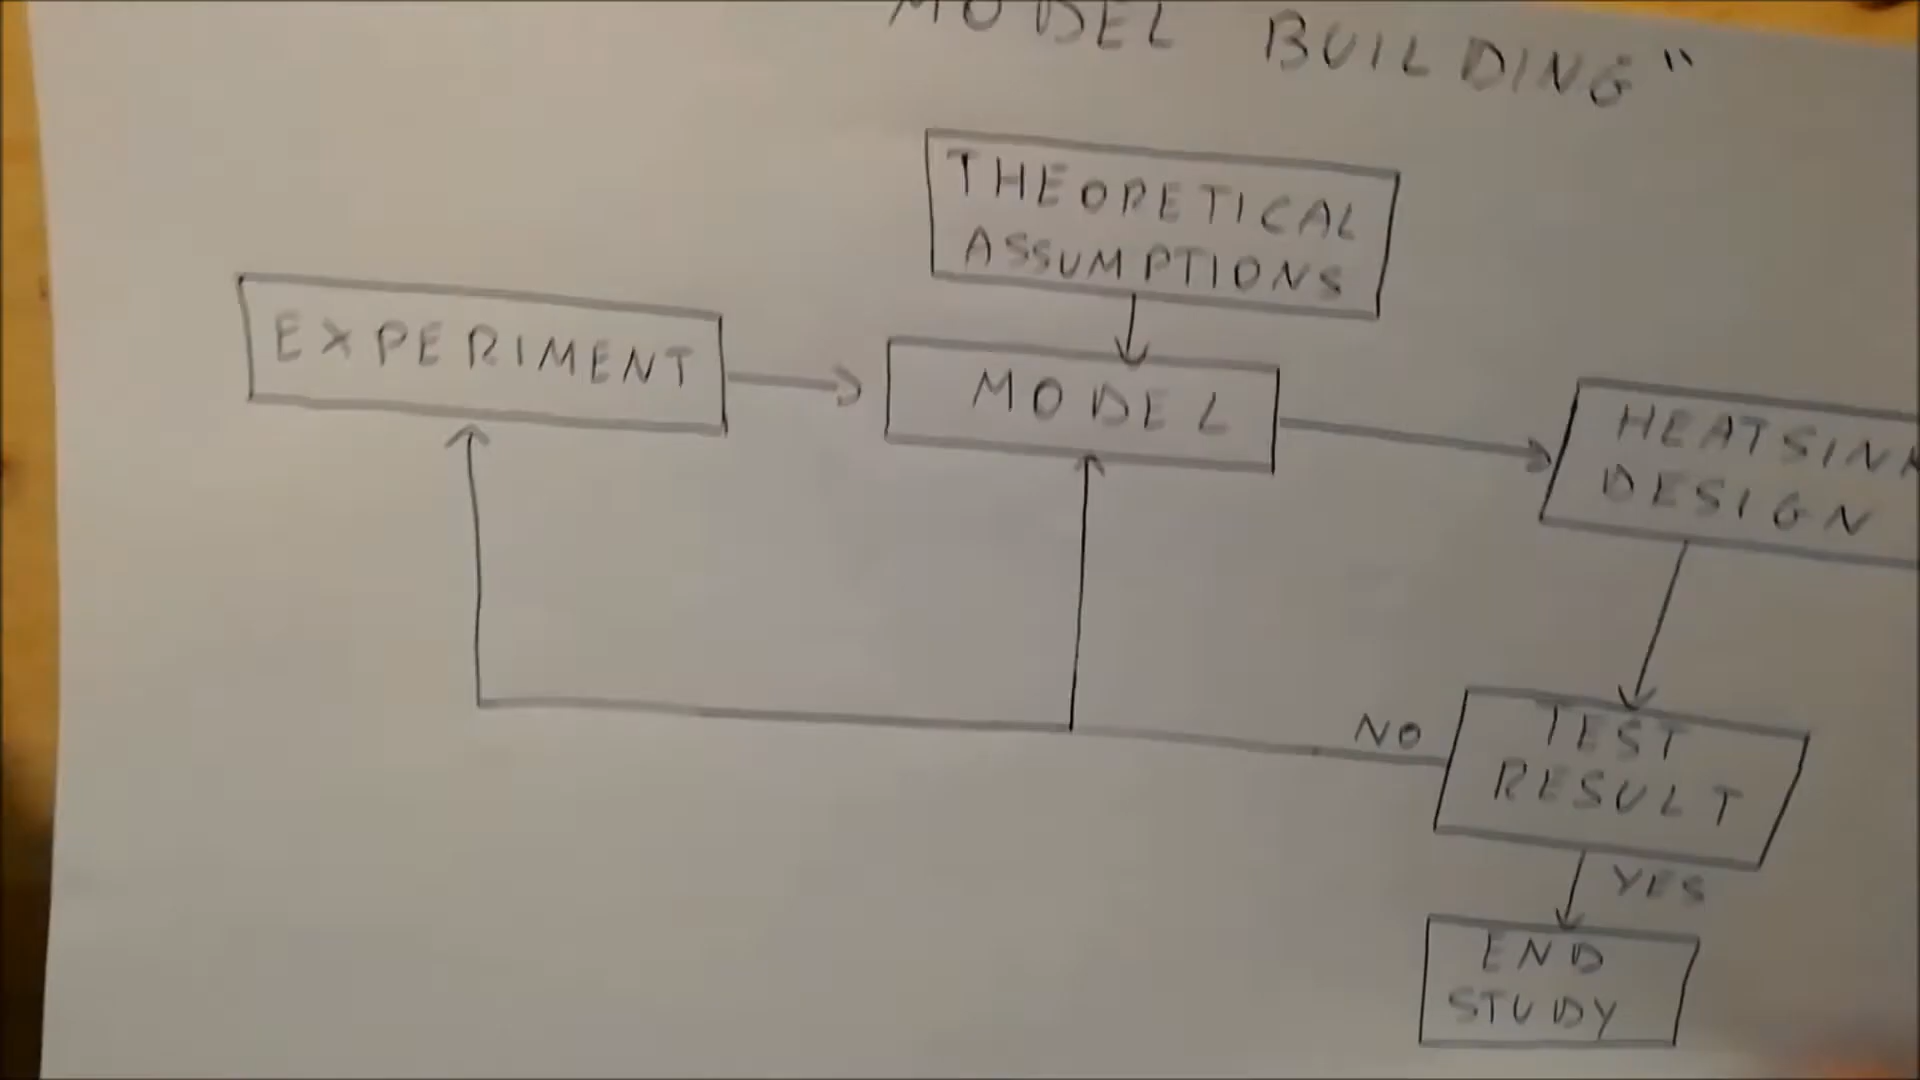 MODEL BUILDING"
THEORETICAL
ASSUMPTIONS
EXPERIMENT
MODEL
HEATSINK
DESIGN
NO
TEST
RESULT
YES
END
STUDY